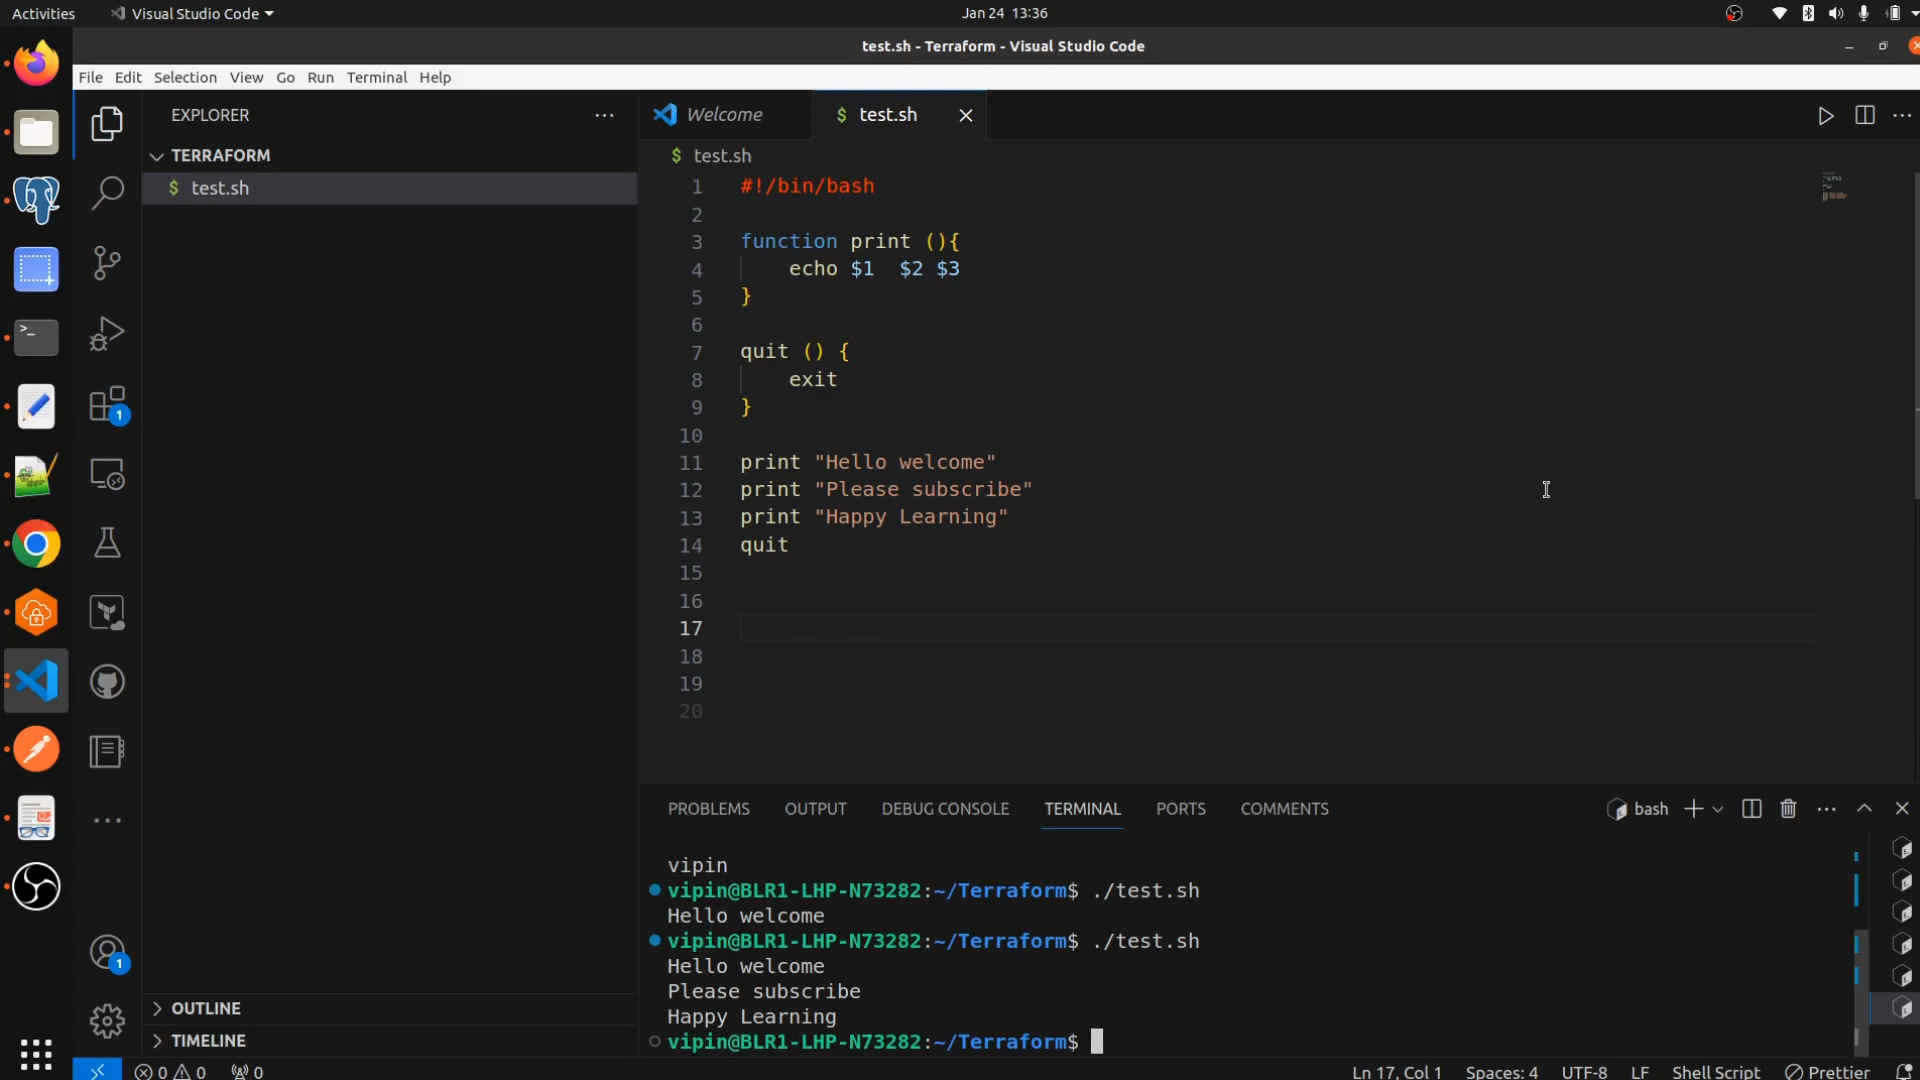 Activities
Visual Studio Code
Jan 24 13:36
test.sh - Terraform - Visual Studio Code
File Edit Selection View Go Run Terminal Help
EXPLORER
TERRAFORM
$ test.sh
OUTLINE
TIMELINE
1
1
Welcome
$ test.sh
$ test.sh
1 #!/bin/bash
2
3 function print (){
4 echo $1  $2 $3
5 }
6
7 quit () {
8 exit
9 }
10
11 print "Hello welcome"
12 print "Please subscribe"
13 print "Happy Learning"
14 quit
15
16
17
18
19
20
PROBLEMS OUTPUT DEBUG CONSOLE TERMINAL PORTS COMMENTS
bash
vipin
vipin@BLR1-LHP-N73282:~/Terraform$ ./test.sh
Hello welcome
vipin@BLR1-LHP-N73282:~/Terraform$ ./test.sh
Hello welcome
Please subscribe
Happy Learning
vipin@BLR1-LHP-N73282:~/Terraform$
0 0 0
Ln 17, Col 1 Spaces: 4 UTF-8 LF Shell Script Prettier